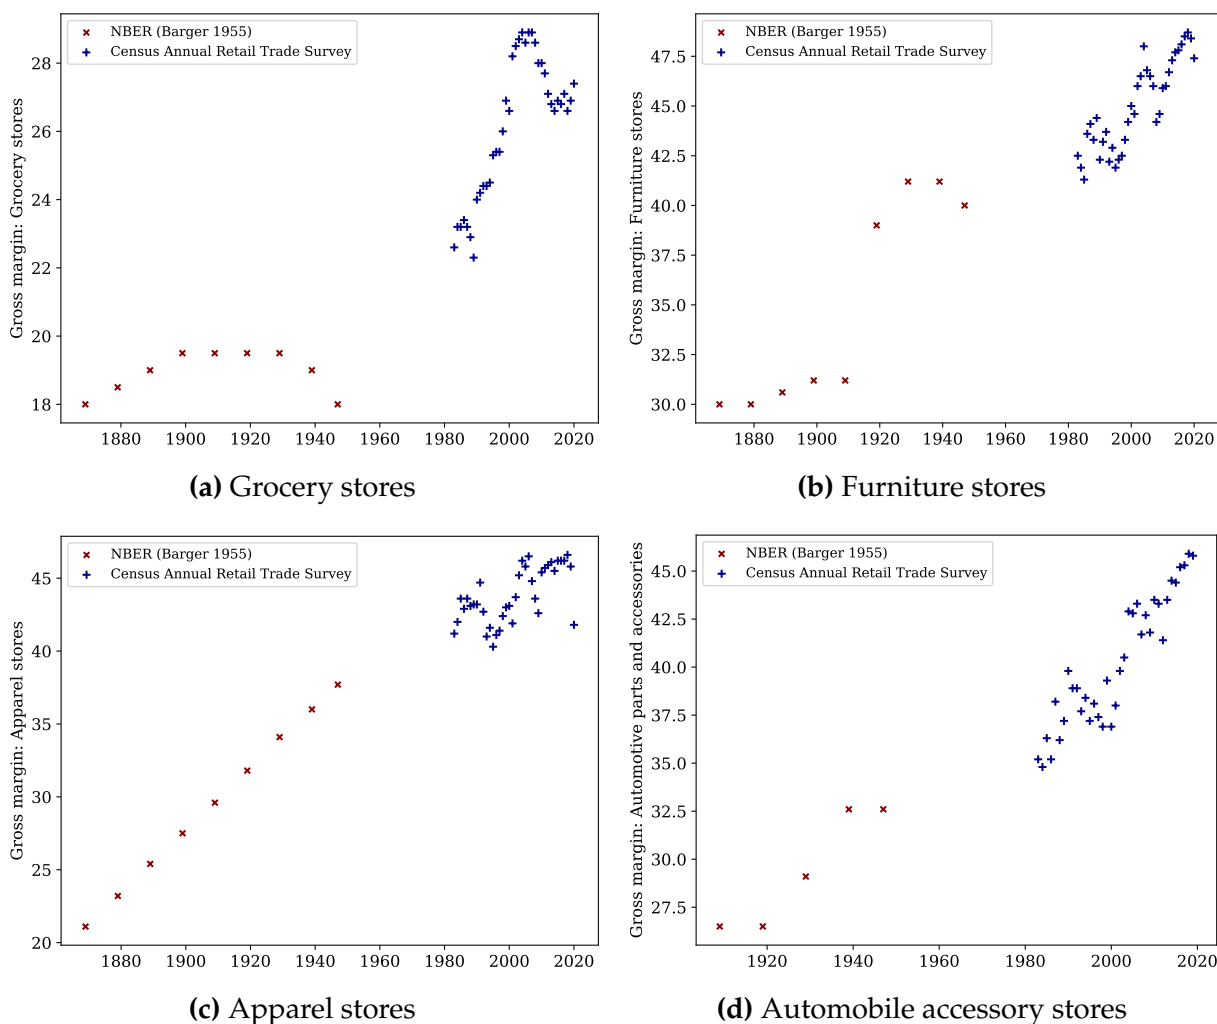 NBER (Barger 1955)
Census Annual Retail Trade Survey
Gross margin: Grocery stores
28
26
24
22
20
18
1880 1900 1920 1940 1960 1980 2000 2020
(a) Grocery stores
NBER (Barger 1955)
Census Annual Retail Trade Survey
Gross margin: Furniture stores
47.5
45.0
42.5
40.0
37.5
35.0
32.5
30.0
1880 1900 1920 1940 1960 1980 2000 2020
(b) Furniture stores
NBER (Barger 1955)
Census Annual Retail Trade Survey
Gross margin: Apparel stores
45
40
35
30
25
20
1880 1900 1920 1940 1960 1980 2000 2020
(c) Apparel stores
NBER (Barger 1955)
Census Annual Retail Trade Survey
Gross margin: Automotive parts and accessories
45.0
42.5
40.0
37.5
35.0
32.5
30.0
27.5
1920 1940 1960 1980 2000 2020
(d) Automobile accessory stores